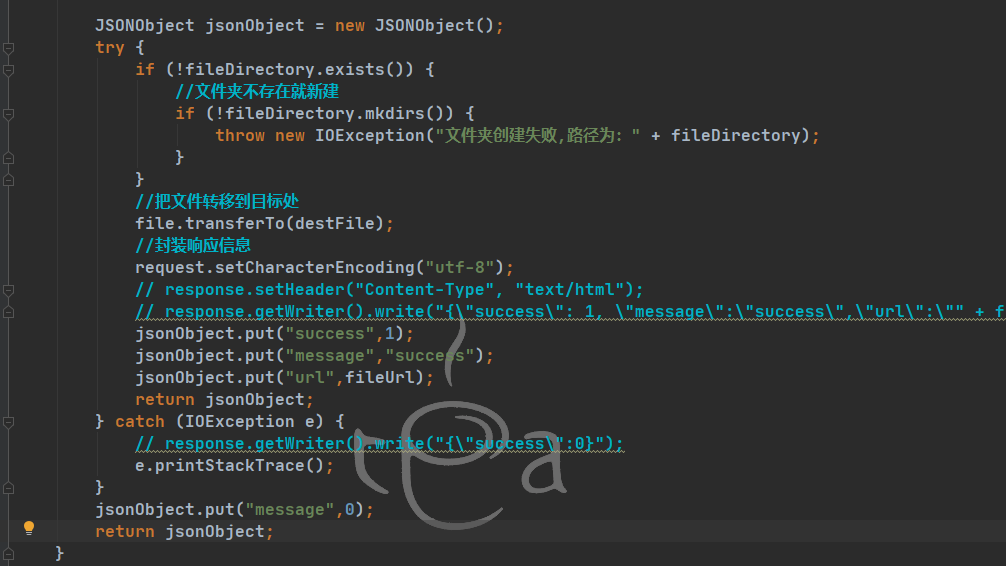 JSONObject jsonObject = new JSONObject();
try {
if (!fileDirectory.exists()) {
//文件夹不存在就新建
if (!fileDirectory.mkdirs()) {
throw new IOException("文件夹创建失败,路径为: " + fileDirectory);
}
}
//把文件转移到目标处
file.transferTo(destFile);
//封装响应信息
request.setCharacterEncoding("utf-8");
// response.setHeader("Content-Type", "text/html");
// response.getWriter().write("{\"success\": 1, \"message\":\"success\",\"url\":\"" + f
jsonObject.put("success",1);
jsonObject.put("message","success");
jsonObject.put("url",fileUrl);
return jsonObject;
} catch (IOException e) {
// response.getWriter().write("{\"success\":0}");
e.printStackTrace();
}
jsonObject.put("message",0);
return jsonObject;
}